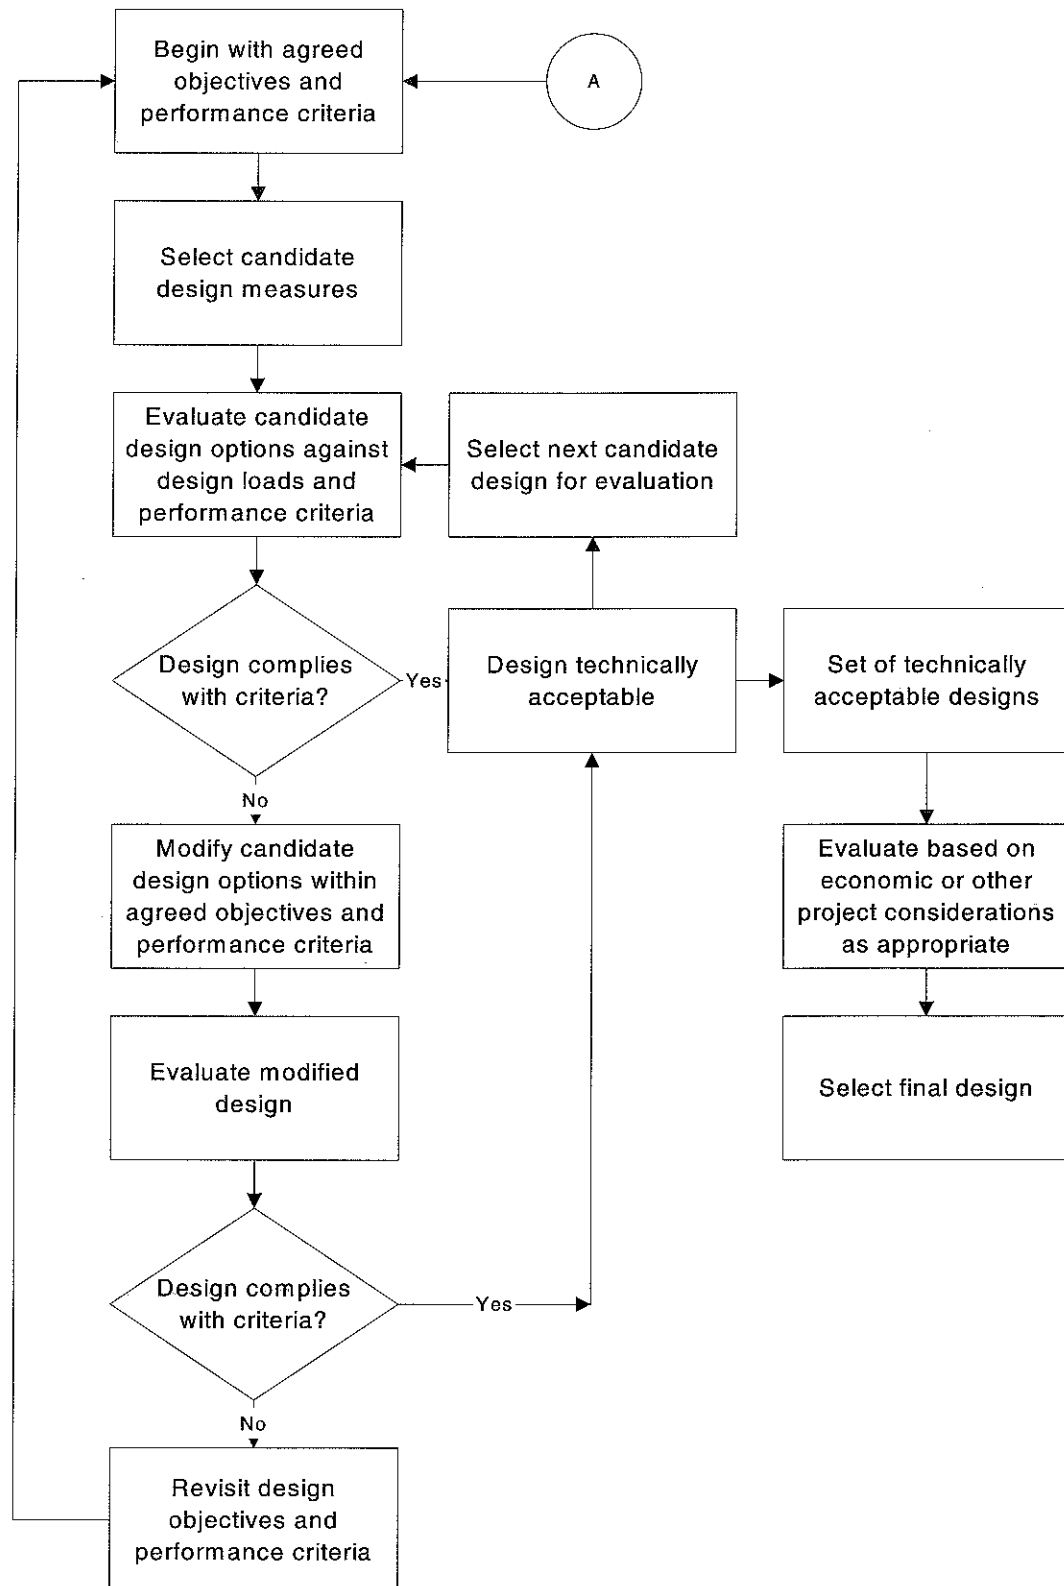 Begin with agreed
objectives and
performance criteria
A
Select candidate
design measures
Evaluate candidate
design options against
design loads and
performance criteria
Select next candidate
design for evaluation
Design complies
with criteria?
Yes
Design technically
acceptable
Set of technically
acceptable designs
No
Modify candidate
design options within
agreed objectives and
performance criteria
Evaluate based on
economic or other
project considerations
as appropriate
Evaluate modified
design
Select final design
Design complies
with criteria?
Yes
No
Revisit design
objectives and
performance criteria